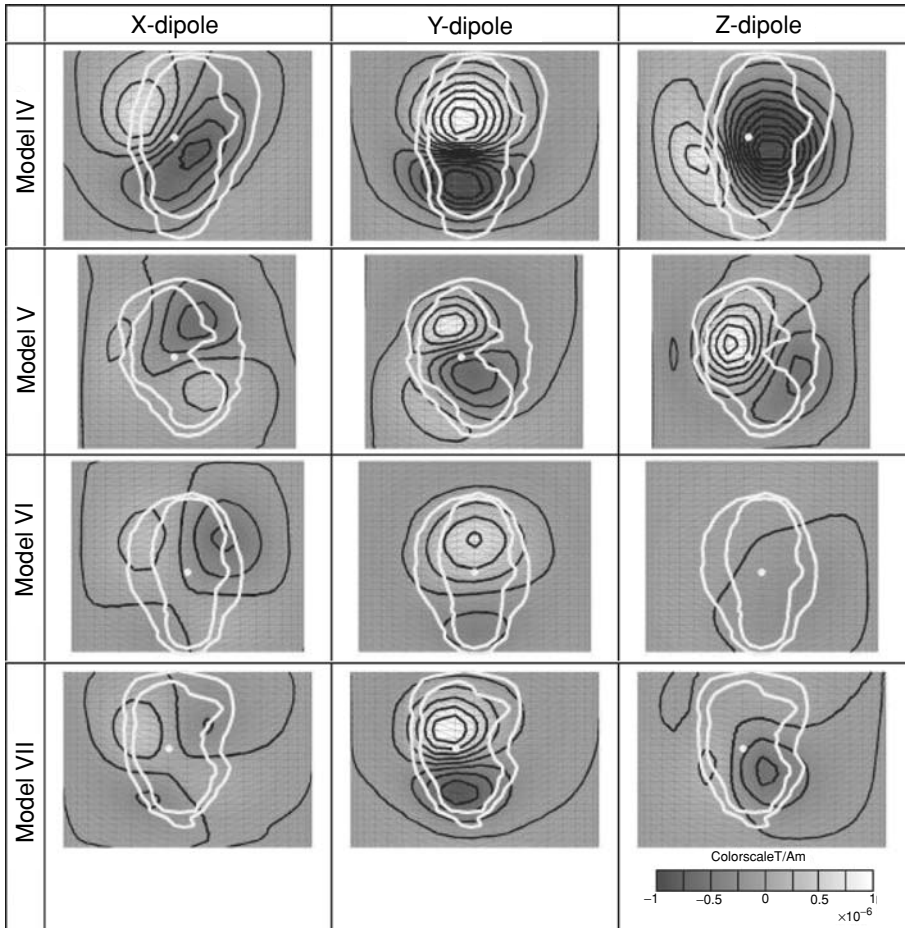 X-dipole
Y-dipole
Z-dipole
Model IV
Model V
Model VI
Model VII
ColorscaleT/Am
−1 −0.5 0 0.5 1
×10⁻⁶